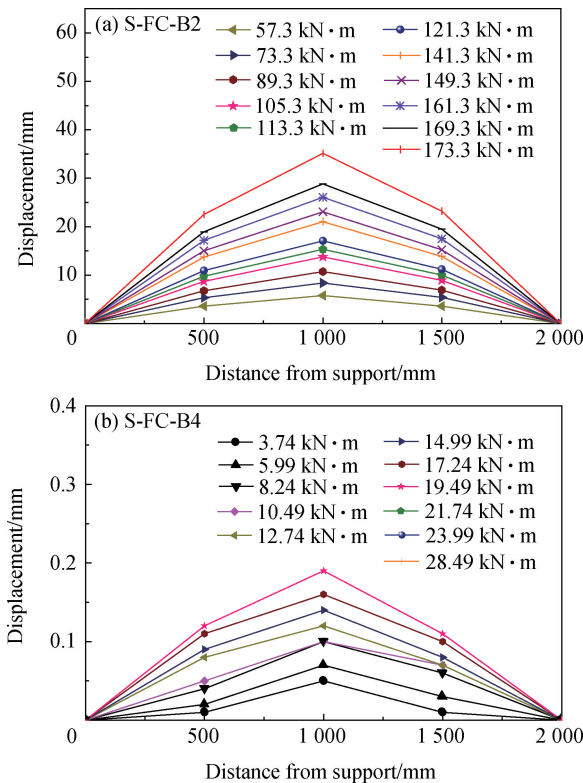 (a) S-FC-B2
57.3 kN·m
73.3 kN·m
89.3 kN·m
105.3 kN·m
113.3 kN·m
121.3 kN·m
141.3 kN·m
149.3 kN·m
161.3 kN·m
169.3 kN·m
173.3 kN·m
60
50
40
30
20
10
0
Displacement/mm
500
1 000
1 500
2 000
Distance from support/mm
(b) S-FC-B4
3.74 kN·m
5.99 kN·m
8.24 kN·m
10.49 kN·m
12.74 kN·m
14.99 kN·m
17.24 kN·m
19.49 kN·m
21.74 kN·m
23.99 kN·m
28.49 kN·m
0.4
0.3
0.2
0.1
0
Displacement/mm
500
1 000
1 500
2 000
Distance from support/mm